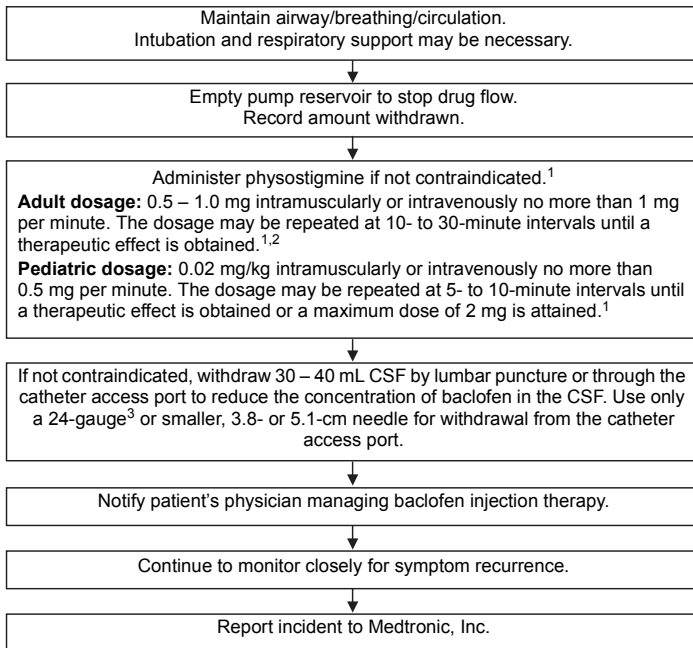 Maintain airway/breathing/circulation.
Intubation and respiratory support may be necessary.
Empty pump reservoir to stop drug flow.
Record amount withdrawn.
Administer physostigmine if not contraindicated.¹
Adult dosage: 0.5 – 1.0 mg intramuscularly or intravenously no more than 1 mg
per minute. The dosage may be repeated at 10- to 30-minute intervals until a
therapeutic effect is obtained.¹,²
Pediatric dosage: 0.02 mg/kg intramuscularly or intravenously no more than
0.5 mg per minute. The dosage may be repeated at 5- to 10-minute intervals until
a therapeutic effect is obtained or a maximum dose of 2 mg is attained.¹
If not contraindicated, withdraw 30 – 40 mL CSF by lumbar puncture or through the
catheter access port to reduce the concentration of baclofen in the CSF. Use only
a 24-gauge³ or smaller, 3.8- or 5.1-cm needle for withdrawal from the catheter
access port.
Notify patient's physician managing baclofen injection therapy.
Continue to monitor closely for symptom recurrence.
Report incident to Medtronic, Inc.